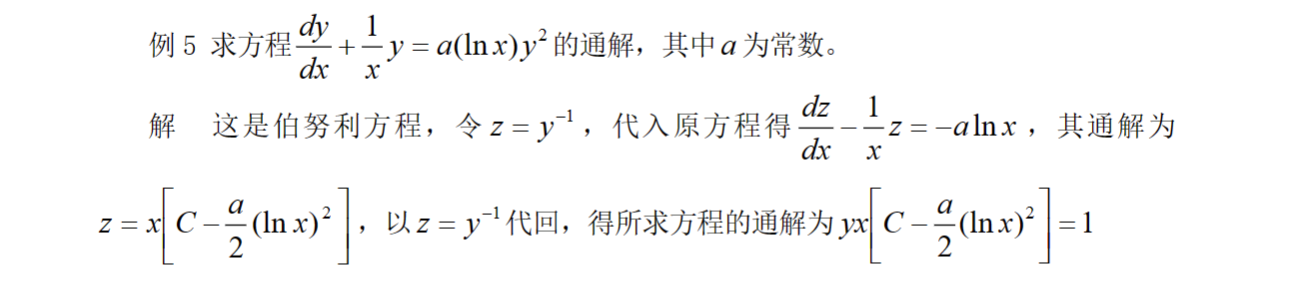 例 5 求方程 $\frac{dy}{dx}+\frac{1}{x}y=a(\ln x)y^{2}$ 的通解，其中 $a$ 为常数。
解 这是伯努利方程，令 $z=y^{-1}$，代入原方程得 $\frac{dz}{dx}-\frac{1}{x}z=-a\ln x$，其通解为
$z=x\left[C-\frac{a}{2}(\ln x)^{2}\right]$，以 $z=y^{-1}$ 代回，得所求方程的通解为 $yx\left[C-\frac{a}{2}(\ln x)^{2}\right]=1$